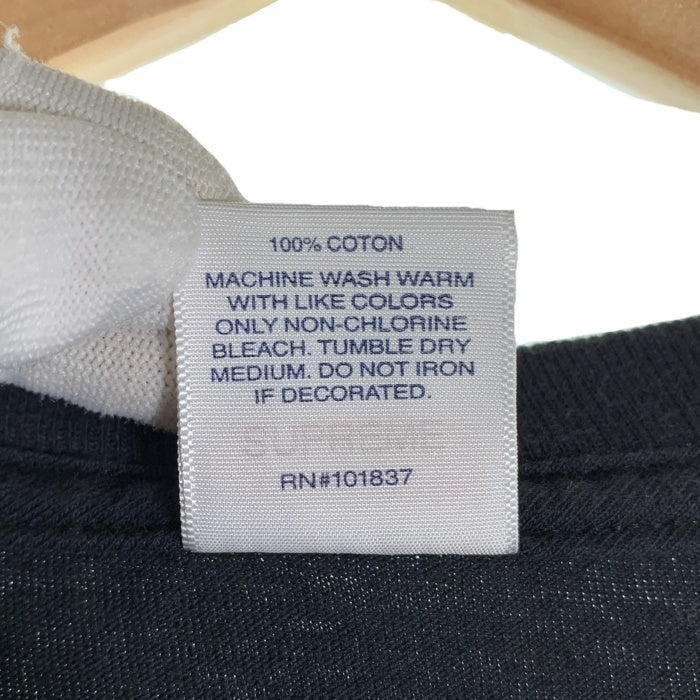 100% COTON
MACHINE WASH WARM
WITH LIKE COLORS
ONLY NON-CHLORINE
BLEACH. TUMBLE DRY
MEDIUM. DO NOT IRON
IF DECORATED.
SUPREME
RN#101837